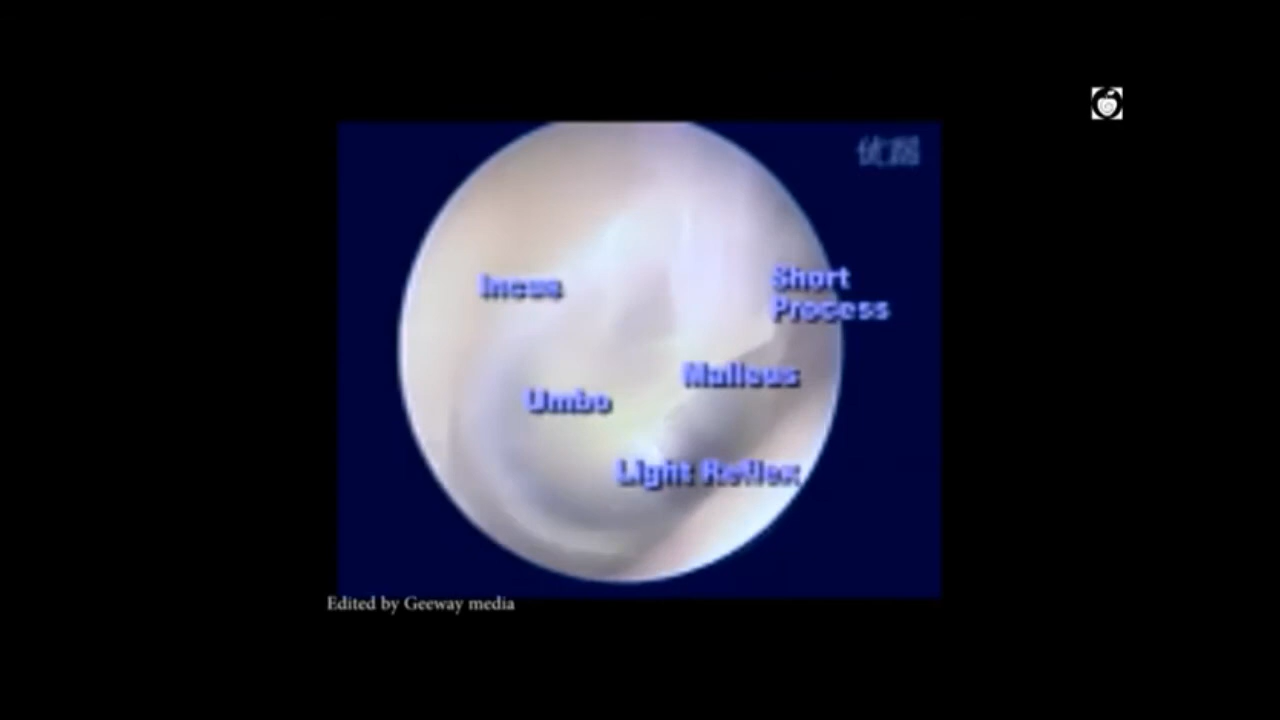 Incus
Short
Process
Malleus
Umbo
Light Reflex
Edited by Geeway media